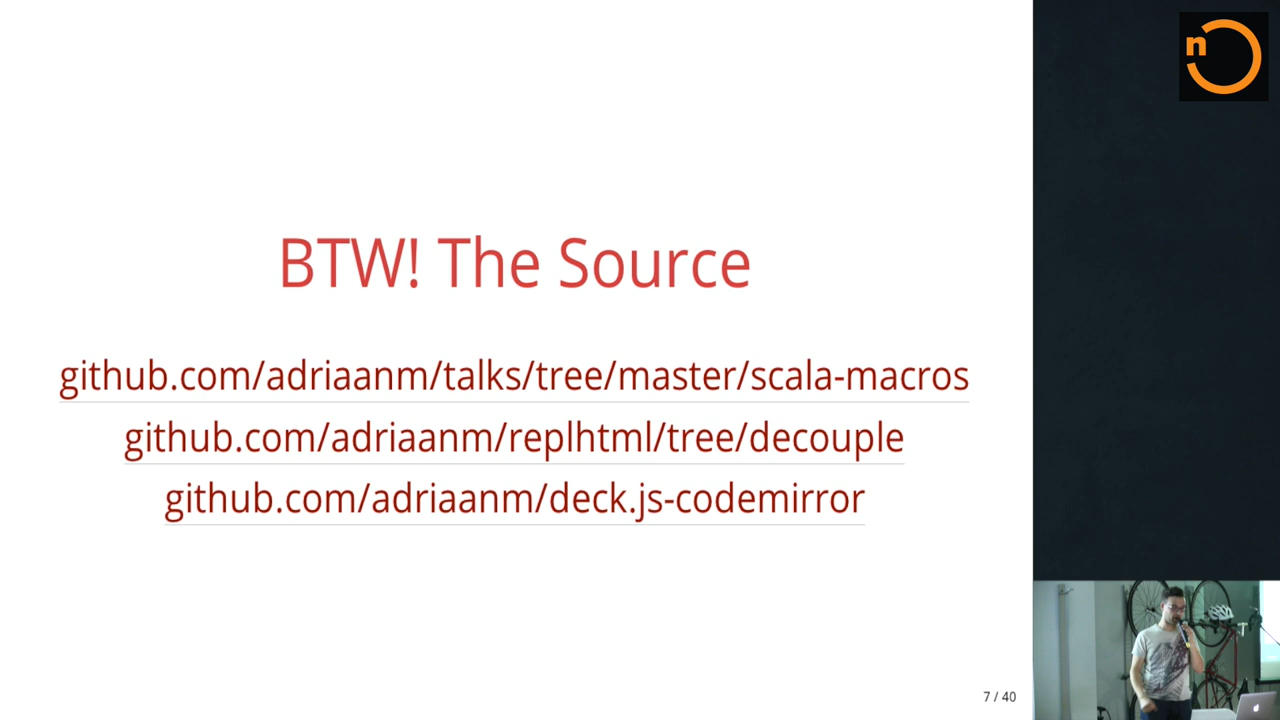 n
BTW! The Source
github.com/adriaanm/talks/tree/master/scala-macros
github.com/adriaanm/replhtml/tree/decouple
github.com/adriaanm/deck.js-codemirror
7 / 40